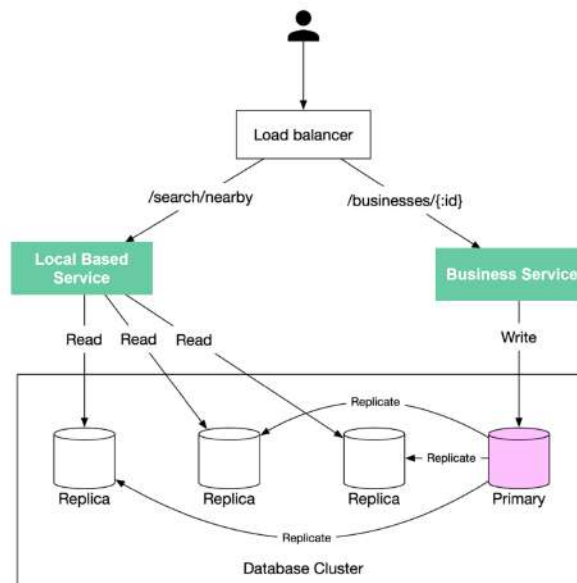 Load balancer
/search/nearby
/businesses/{:id}
Local Based
Service
Business Service
Read
Read
Read
Write
Replicate
Replicate
Replica
Replica
Replica
Primary
Replicate
Database Cluster